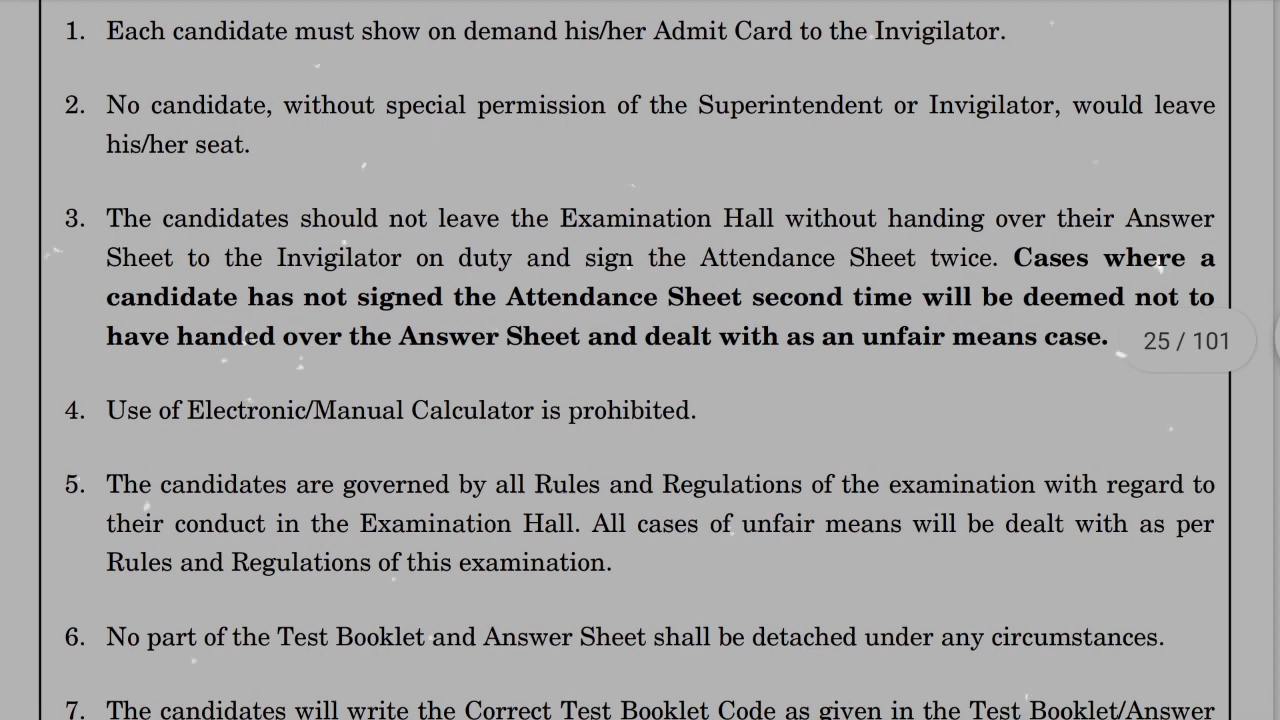 1. Each candidate must show on demand his/her Admit Card to the Invigilator.
2. No candidate, without special permission of the Superintendent or Invigilator, would leave
his/her seat.
3. The candidates should not leave the Examination Hall without handing over their Answer
Sheet to the Invigilator on duty and sign the Attendance Sheet twice. Cases where a
candidate has not signed the Attendance Sheet second time will be deemed not to
have handed over the Answer Sheet and dealt with as an unfair means case.
25 / 101
4. Use of Electronic/Manual Calculator is prohibited.
5. The candidates are governed by all Rules and Regulations of the examination with regard to
their conduct in the Examination Hall. All cases of unfair means will be dealt with as per
Rules and Regulations of this examination.
6. No part of the Test Booklet and Answer Sheet shall be detached under any circumstances.
7. The candidates will write the Correct Test Booklet Code as given in the Test Booklet/Answer